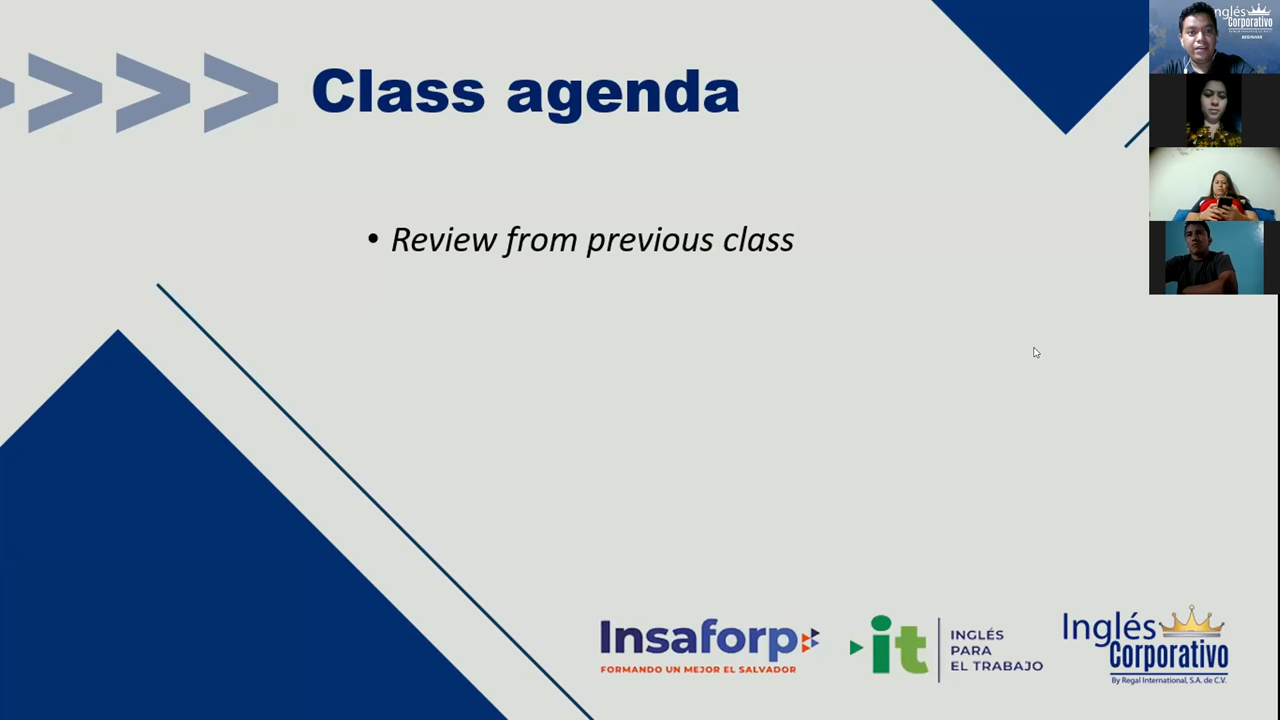 Class agenda
• Review from previous class
Inglés
Corporativo
BEGINNER
Insaforp
FORMANDO UN MEJOR EL SALVADOR
it
INGLÉS
PARA
EL TRABAJO
Inglés
Corporativo
By Regal International, S.A. de C.V.